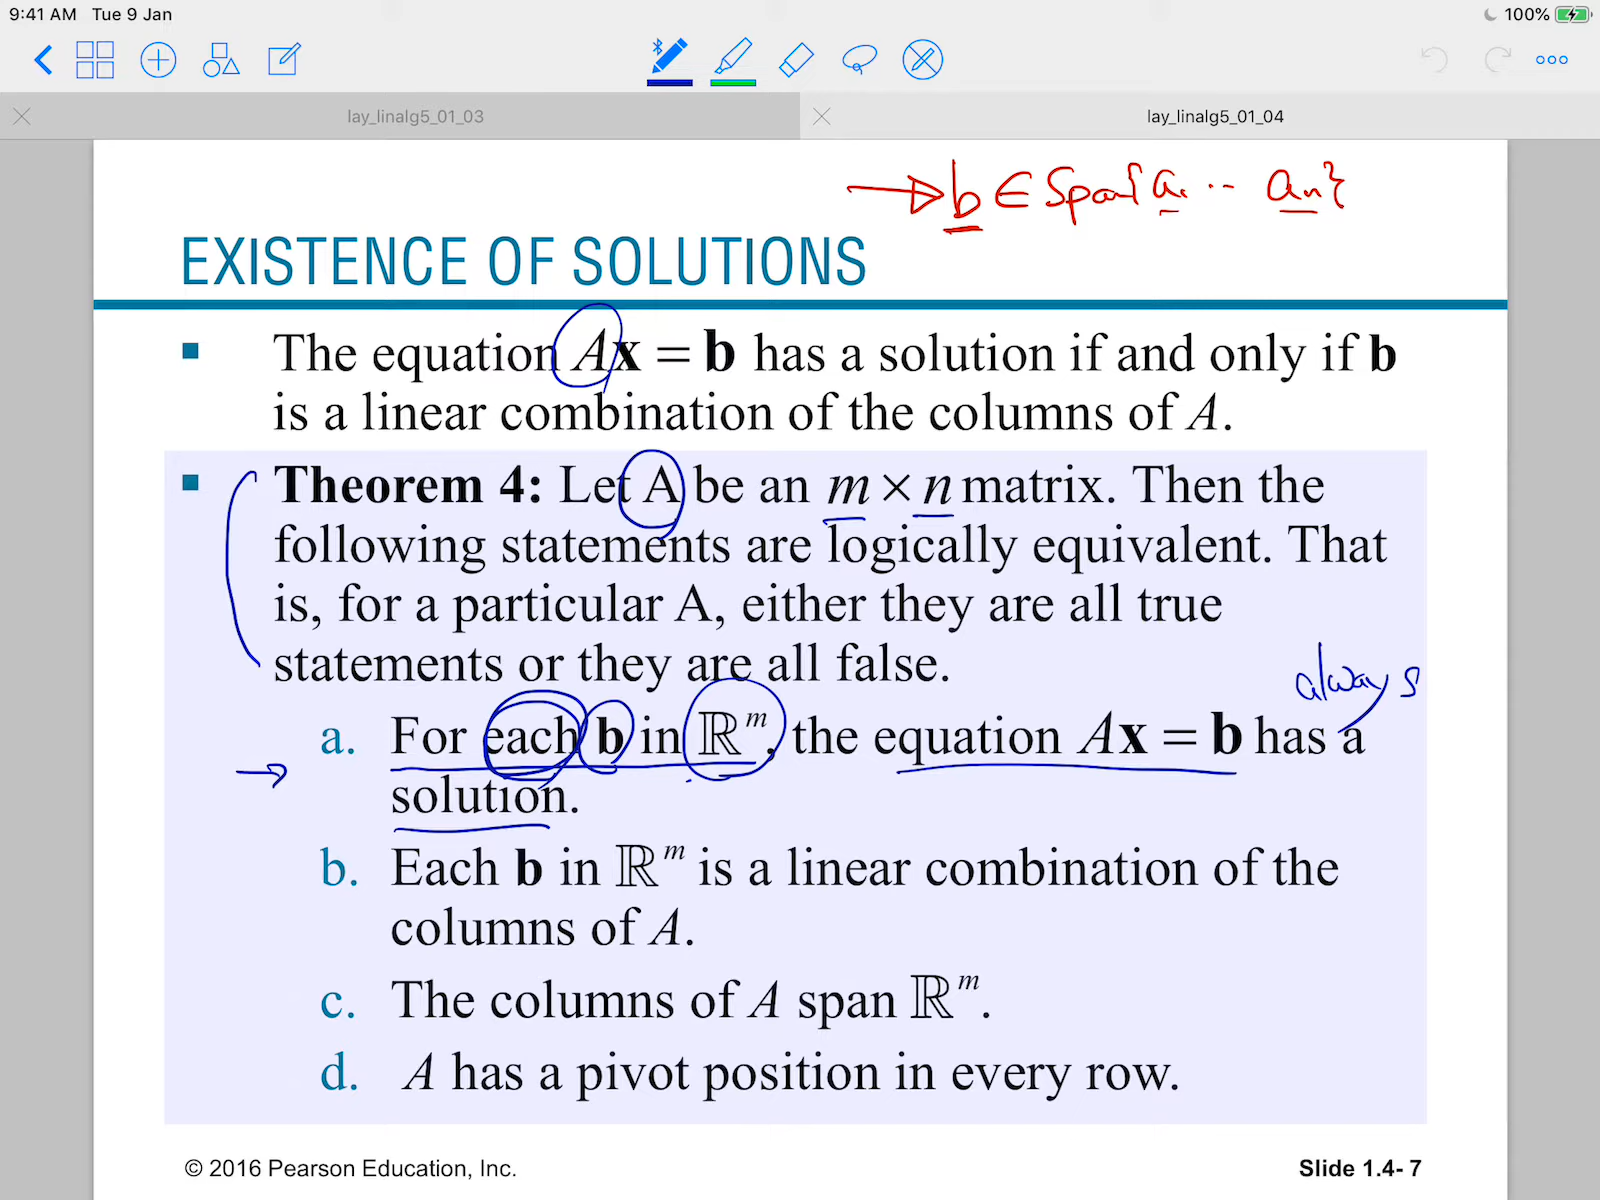 9:41 AM Tue 9 Jan 100%
lay_linalg5_01_03 lay_linalg5_01_04
b ∈ Span{a₁ ·· aₙ}
EXISTENCE OF SOLUTIONS
▪ The equation Ax = b has a solution if and only if b
is a linear combination of the columns of A.
▪ Theorem 4: Let A be an m × n matrix. Then the
following statements are logically equivalent. That
is, for a particular A, either they are all true
statements or they are all false.
always
a. For each b in ℝᵐ, the equation Ax = b has a
solution.
b. Each b in ℝᵐ is a linear combination of the
columns of A.
c. The columns of A span ℝᵐ.
d. A has a pivot position in every row.
© 2016 Pearson Education, Inc. Slide 1.4- 7